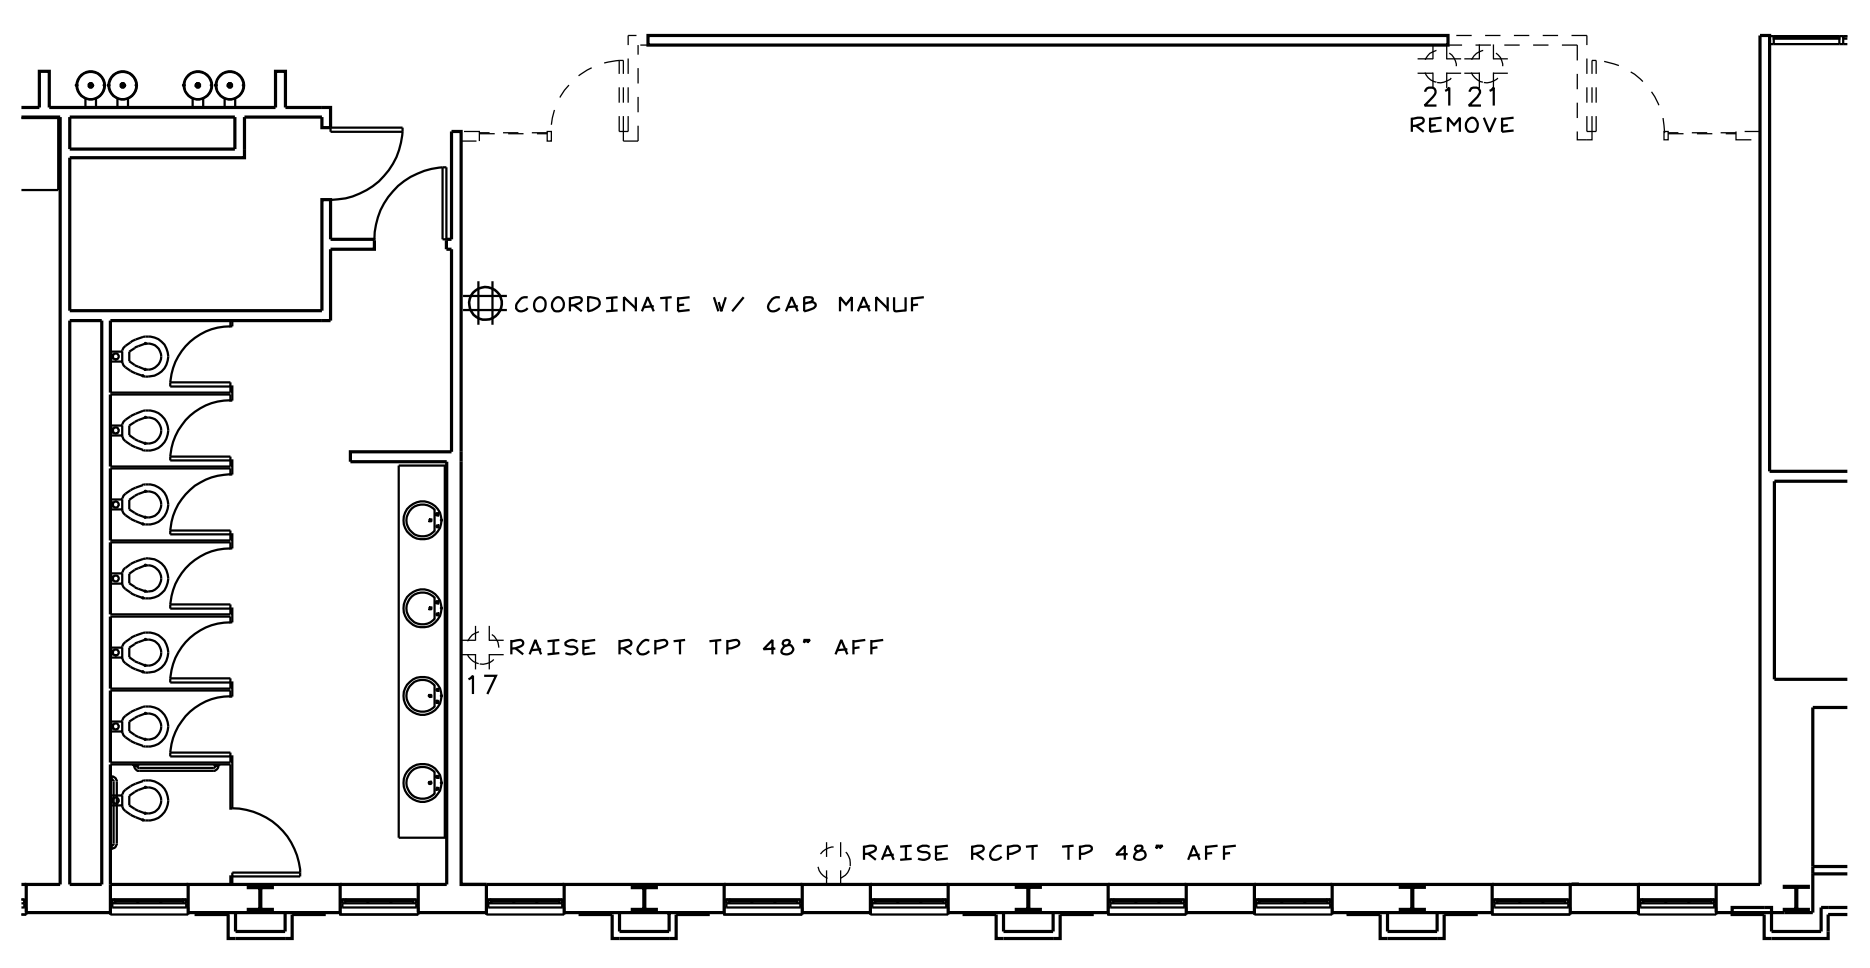 21 21
REMOVE
COORDINATE W/ CAB MANUF
RAISE RCPT TP 48" AFF
17
RAISE RCPT TP 48" AFF